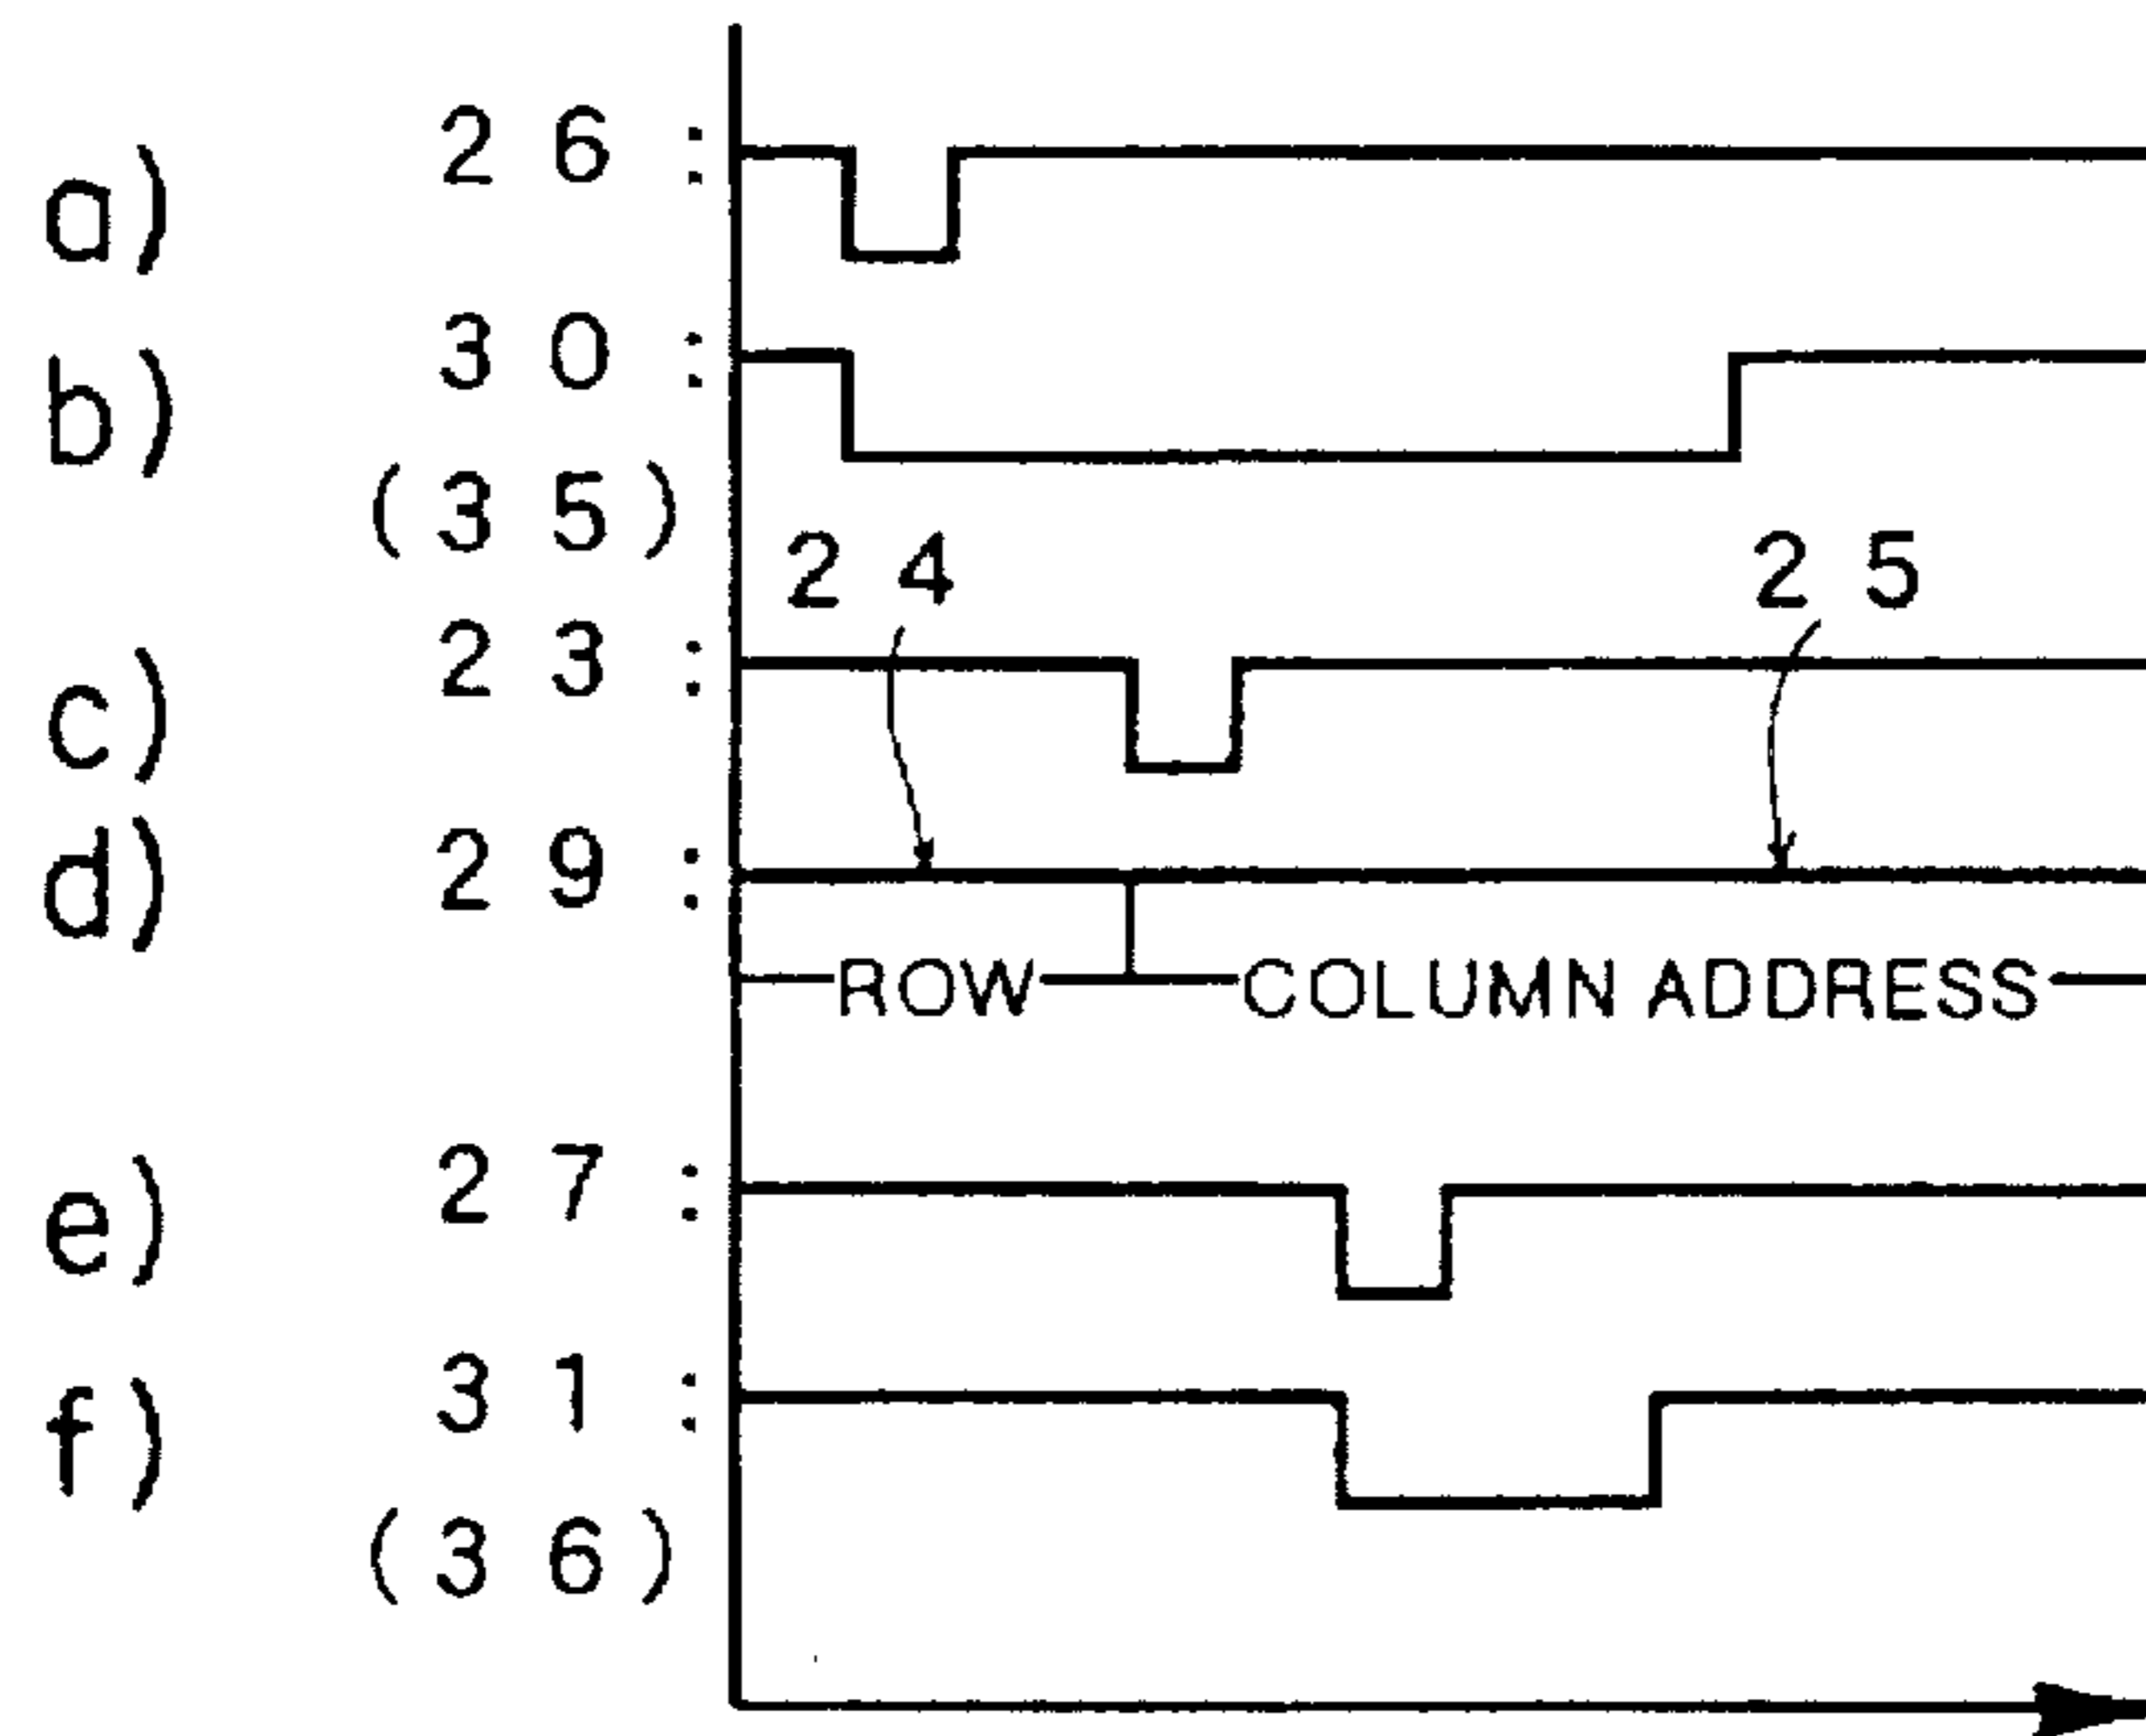 a) 26:
b) 30:
(35)
24 25
c) 23:
d) 29:
ROW COLUMN ADDRESS
e) 27:
f) 31:
(36)